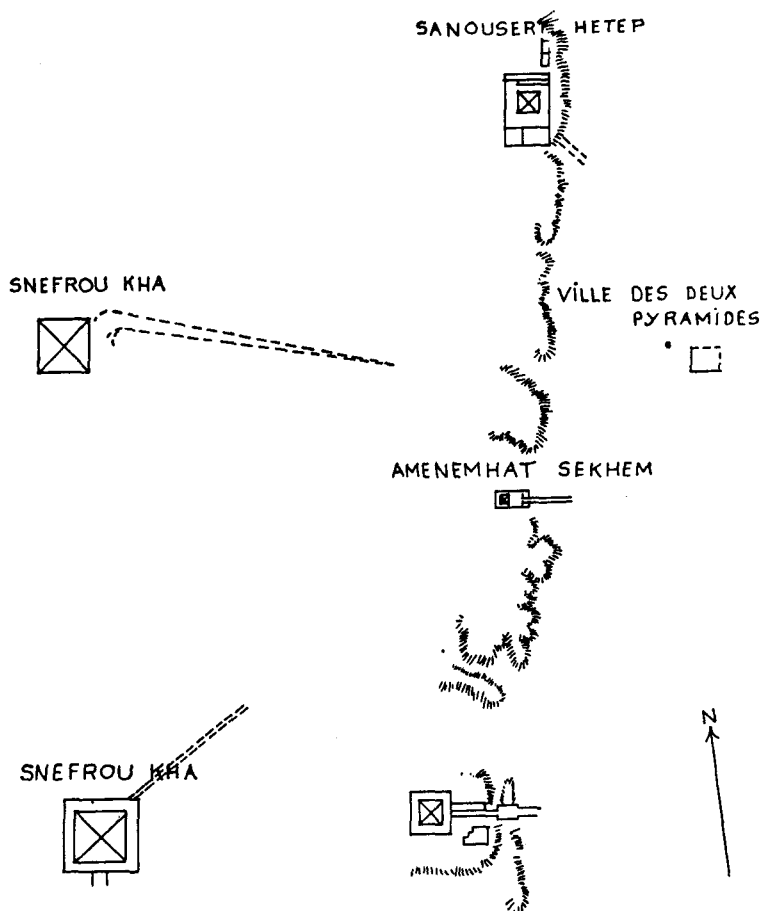 SANOUSERT HETEP
SNEFROU KHA
VILLE DES DEUX
PYRAMIDES
AMENEMHAT SEKHEM
N
SNEFROU KHA